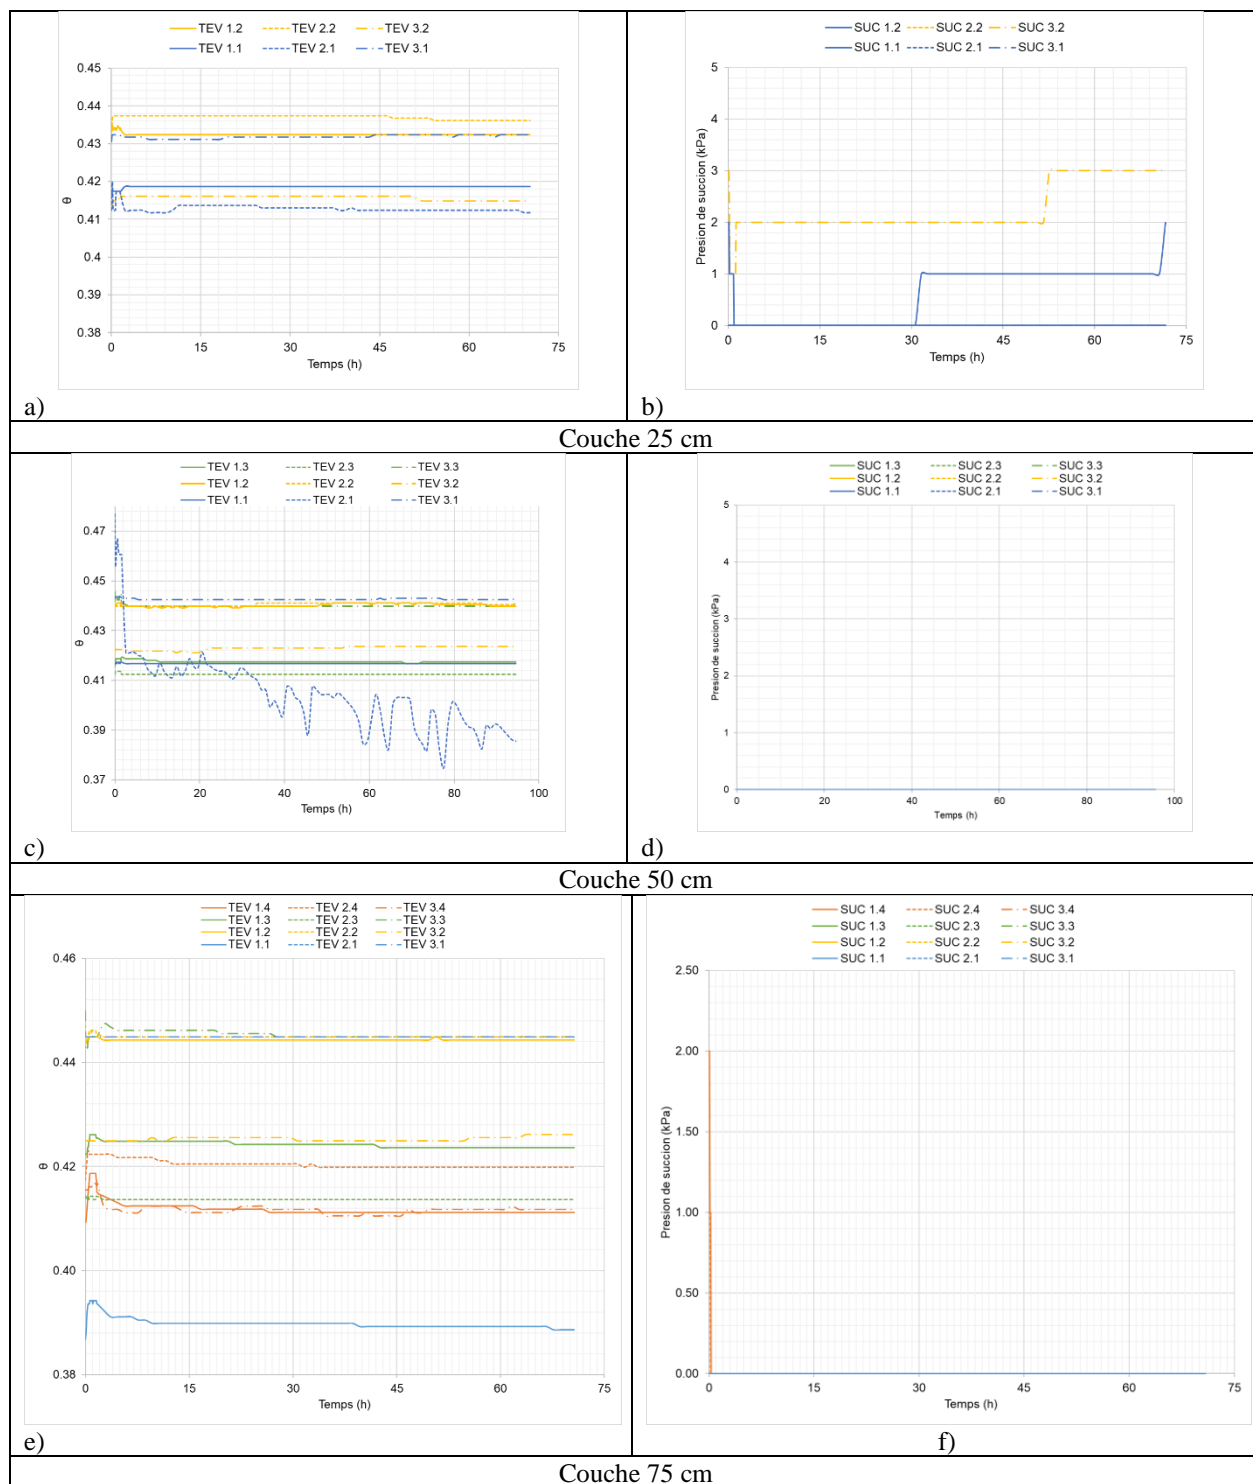 TEV 1.2 TEV 2.2 TEV 3.2
TEV 1.1 TEV 2.1 TEV 3.1
0.45
0.44
0.43
0.42
0.41
0.4
0.39
0.38
θ
0 15 30 45 60 75
Temps (h)
a)
SUC 1.2 SUC 2.2 SUC 3.2
SUC 1.1 SUC 2.1 SUC 3.1
5
4
3
2
1
0
Presion de succion (kPa)
0 15 30 45 60 75
Temps (h)
b)
Couche 25 cm
TEV 1.3 TEV 2.3 TEV 3.3
TEV 1.2 TEV 2.2 TEV 3.2
TEV 1.1 TEV 2.1 TEV 3.1
0.47
0.45
0.43
0.41
0.39
0.37
θ
0 20 40 60 80 100
Temps (h)
c)
SUC 1.3 SUC 2.3 SUC 3.3
SUC 1.2 SUC 2.2 SUC 3.2
SUC 1.1 SUC 2.1 SUC 3.1
5
4
3
2
1
0
Presion de succion (kPa)
0 20 40 60 80 100
Temps (h)
d)
Couche 50 cm
TEV 1.4 TEV 2.4 TEV 3.4
TEV 1.3 TEV 2.3 TEV 3.3
TEV 1.2 TEV 2.2 TEV 3.2
TEV 1.1 TEV 2.1 TEV 3.1
0.46
0.44
0.42
0.40
0.38
θ
0 15 30 45 60 75
Temps (h)
e)
SUC 1.4 SUC 2.4 SUC 3.4
SUC 1.3 SUC 2.3 SUC 3.3
SUC 1.2 SUC 2.2 SUC 3.2
SUC 1.1 SUC 2.1 SUC 3.1
2.50
2.00
1.50
1.00
0.50
0.00
Presion de succion (kPa)
0 15 30 45 60 75
Temps (h)
f)
Couche 75 cm